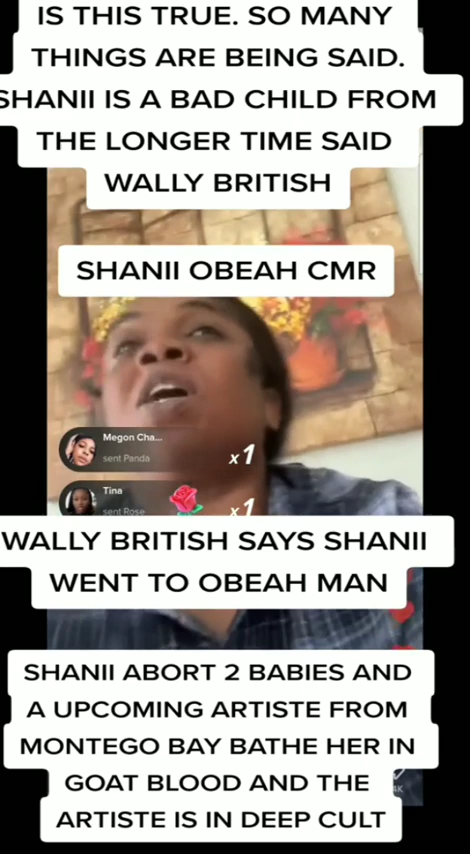 IS THIS TRUE. SO MANY
THINGS ARE BEING SAID.
SHANII IS A BAD CHILD FROM
THE LONGER TIME SAID
WALLY BRITISH
SHANII OBEAH CMR
Megon Cha...
sent Panda
x1
Tina
sent Rose
x1
WALLY BRITISH SAYS SHANII
WENT TO OBEAH MAN
SHANII ABORT 2 BABIES AND
A UPCOMING ARTISTE FROM
MONTEGO BAY BATHE HER IN
GOAT BLOOD AND THE
ARTISTE IS IN DEEP CULT